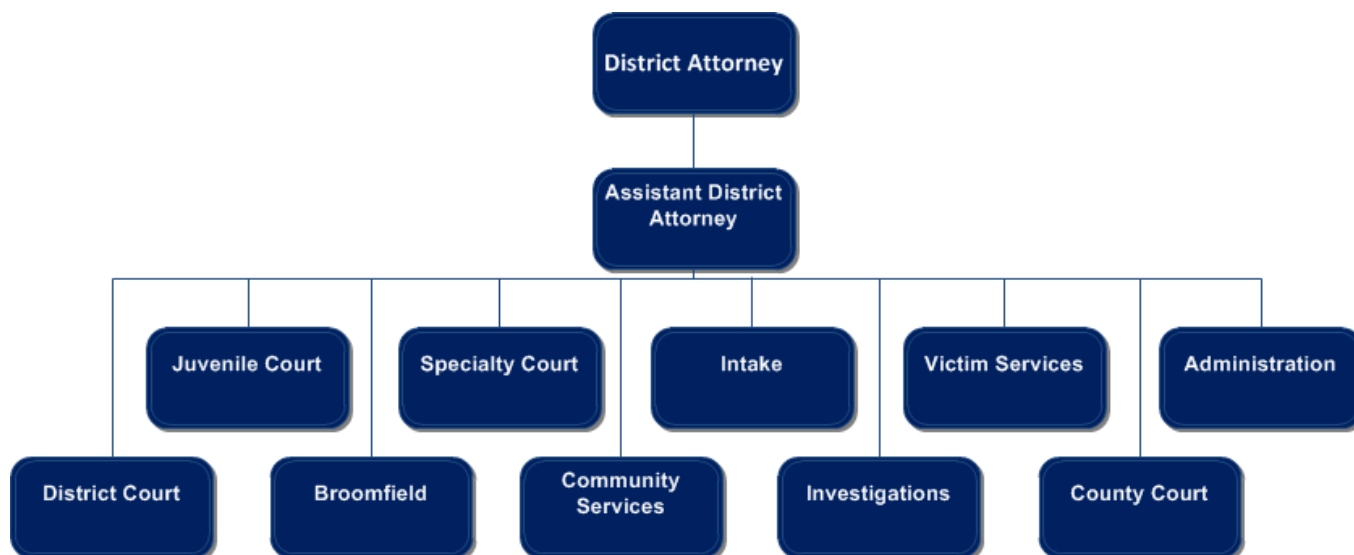 District Attorney
Assistant District
Attorney
Juvenile Court
Specialty Court
Intake
Victim Services
Administration
District Court
Broomfield
Community
Services
Investigations
County Court